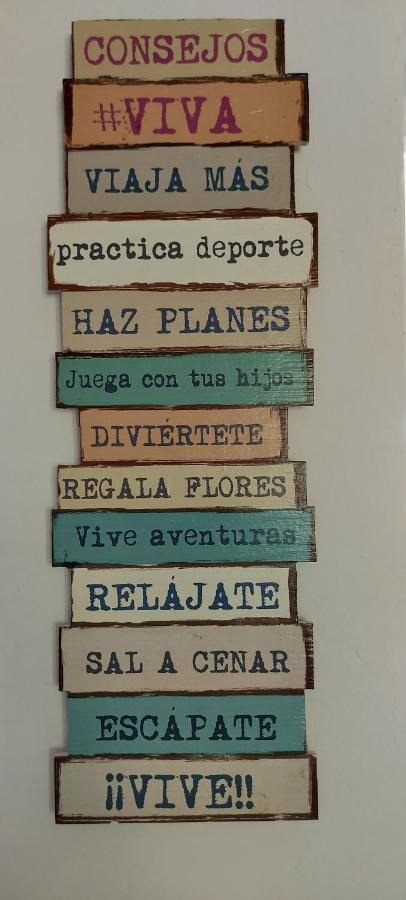 CONSEJOS
#VIVA
VIAJA MÁS
practica deporte
HAZ PLANES
Juega con tus hijos
DIVIÉRTETE
REGALA FLORES
Vive aventuras
RELÁJATE
SAL A CENAR
ESCÁPATE
¡¡VIVE!!